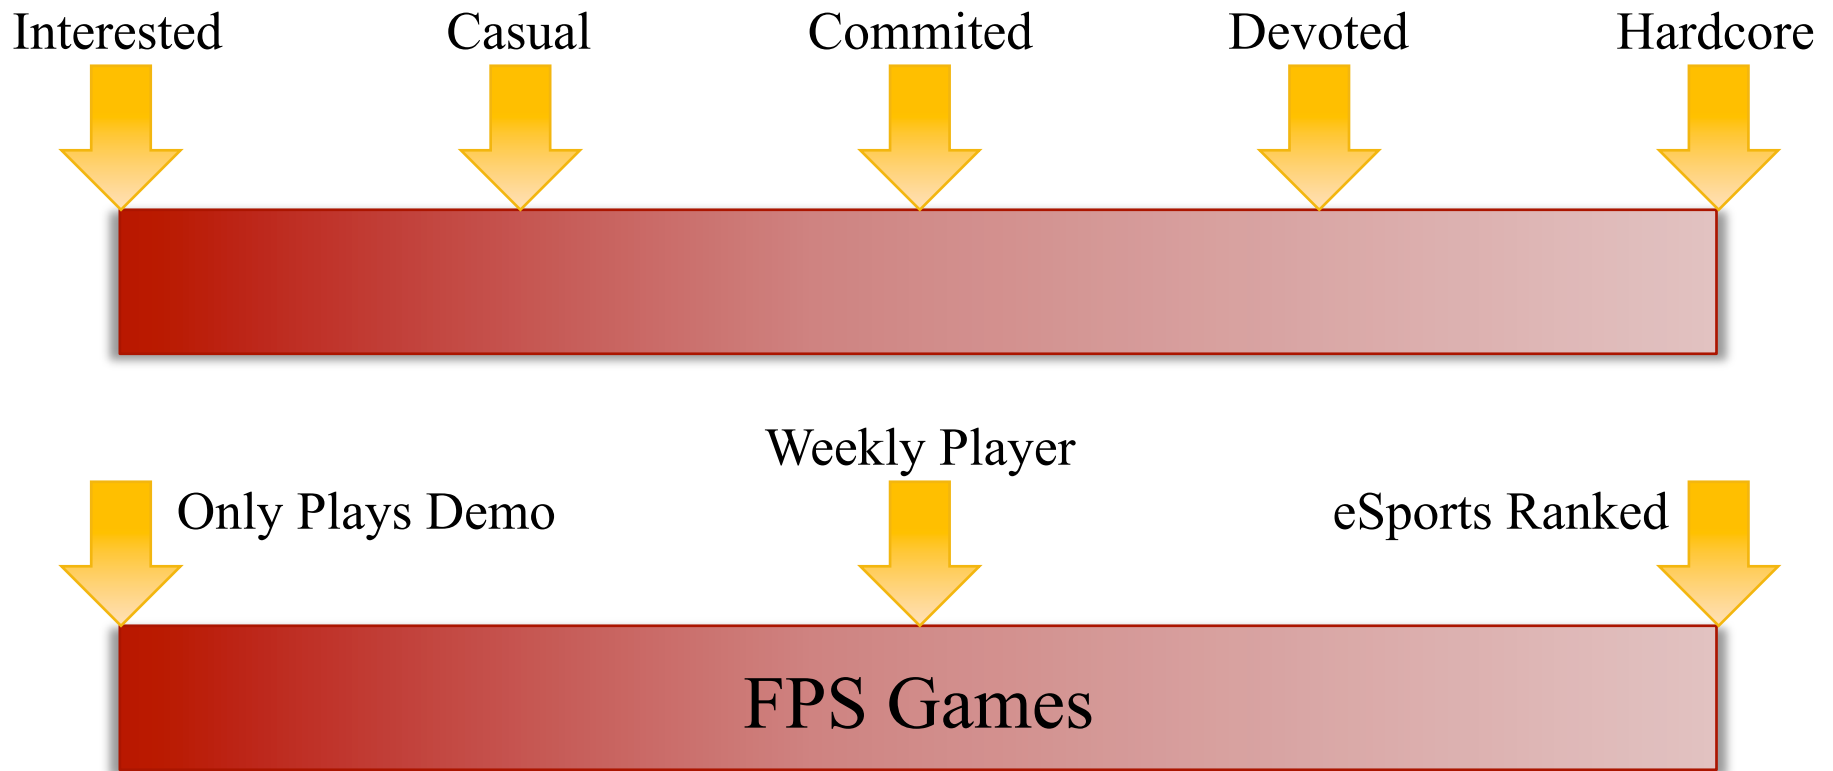 Interested
Casual
Commited
Devoted
Hardcore
Weekly Player
Only Plays Demo
eSports Ranked
FPS Games